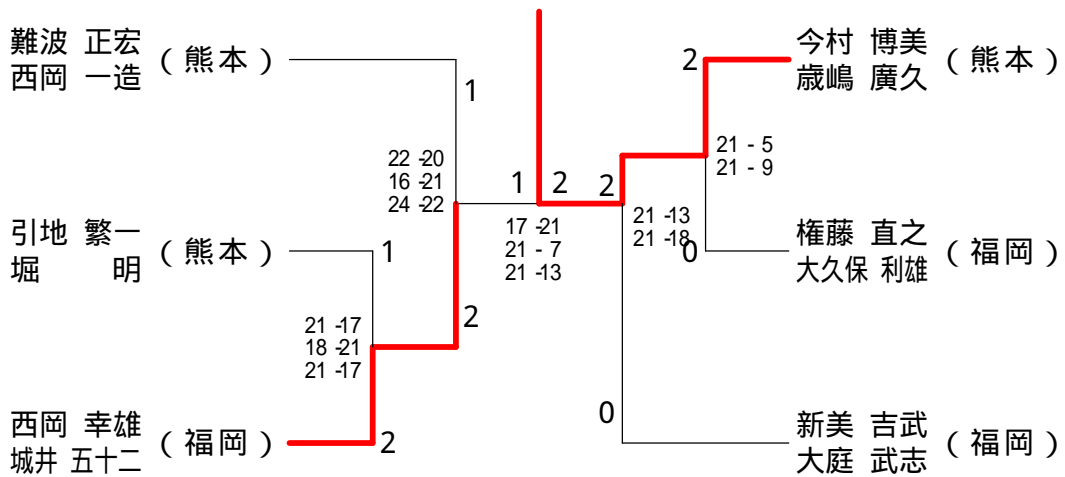 難波 正宏
西岡 一造
(熊本)
1
22 -20
16 -21
24 -22
引地 繁一
堀 明
(熊本)
1
21 -17
18 -21
21 -17
2
西岡 幸雄
城井 五十二
(福岡)
2
1 2
17 -21
21 - 7
21 -13
今村 博美
歳嶋 廣久
(熊本)
2
21 - 5
21 - 9
2
21 -13
21 -18
0
権藤 直之
大久保 利雄
(福岡)
0
新美 吉武
大庭 武志
(福岡)